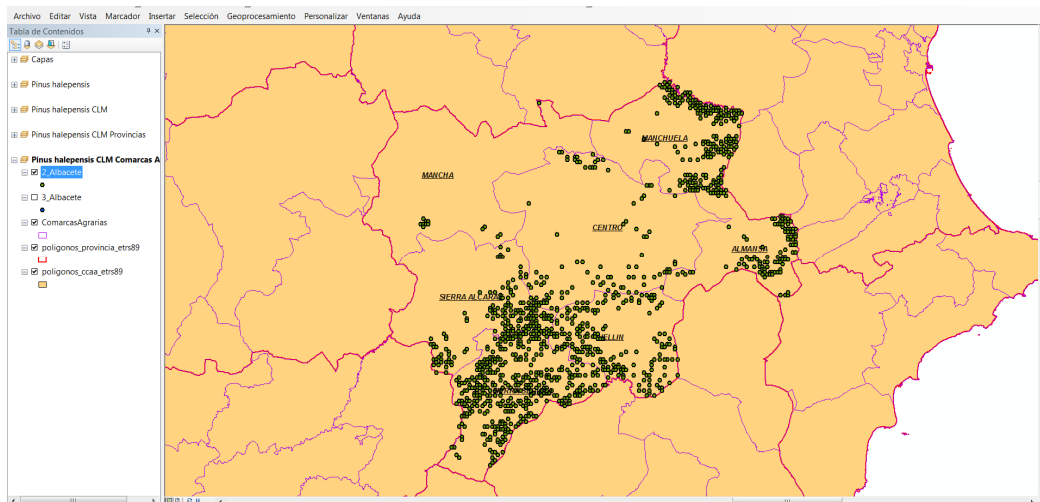 Archivo Editar Vista Marcador Insertar Selección Geoprocesamiento Personalizar Ventanas Ayuda
Tabla de Contenidos
Capas
Pinus halepensis
Pinus halepensis CLM
Pinus halepensis CLM Provincias
Pinus halepensis CLM Comarcas A
2_Albacete
3_Albacete
ComarcasAgrarias
poligonos_provincia_etrs89
poligonos_ccaa_etrs89
MANCHUELA
MANCHA
CENTRO
ALMANSA
SIERRA ALCARAZ
ELLIN